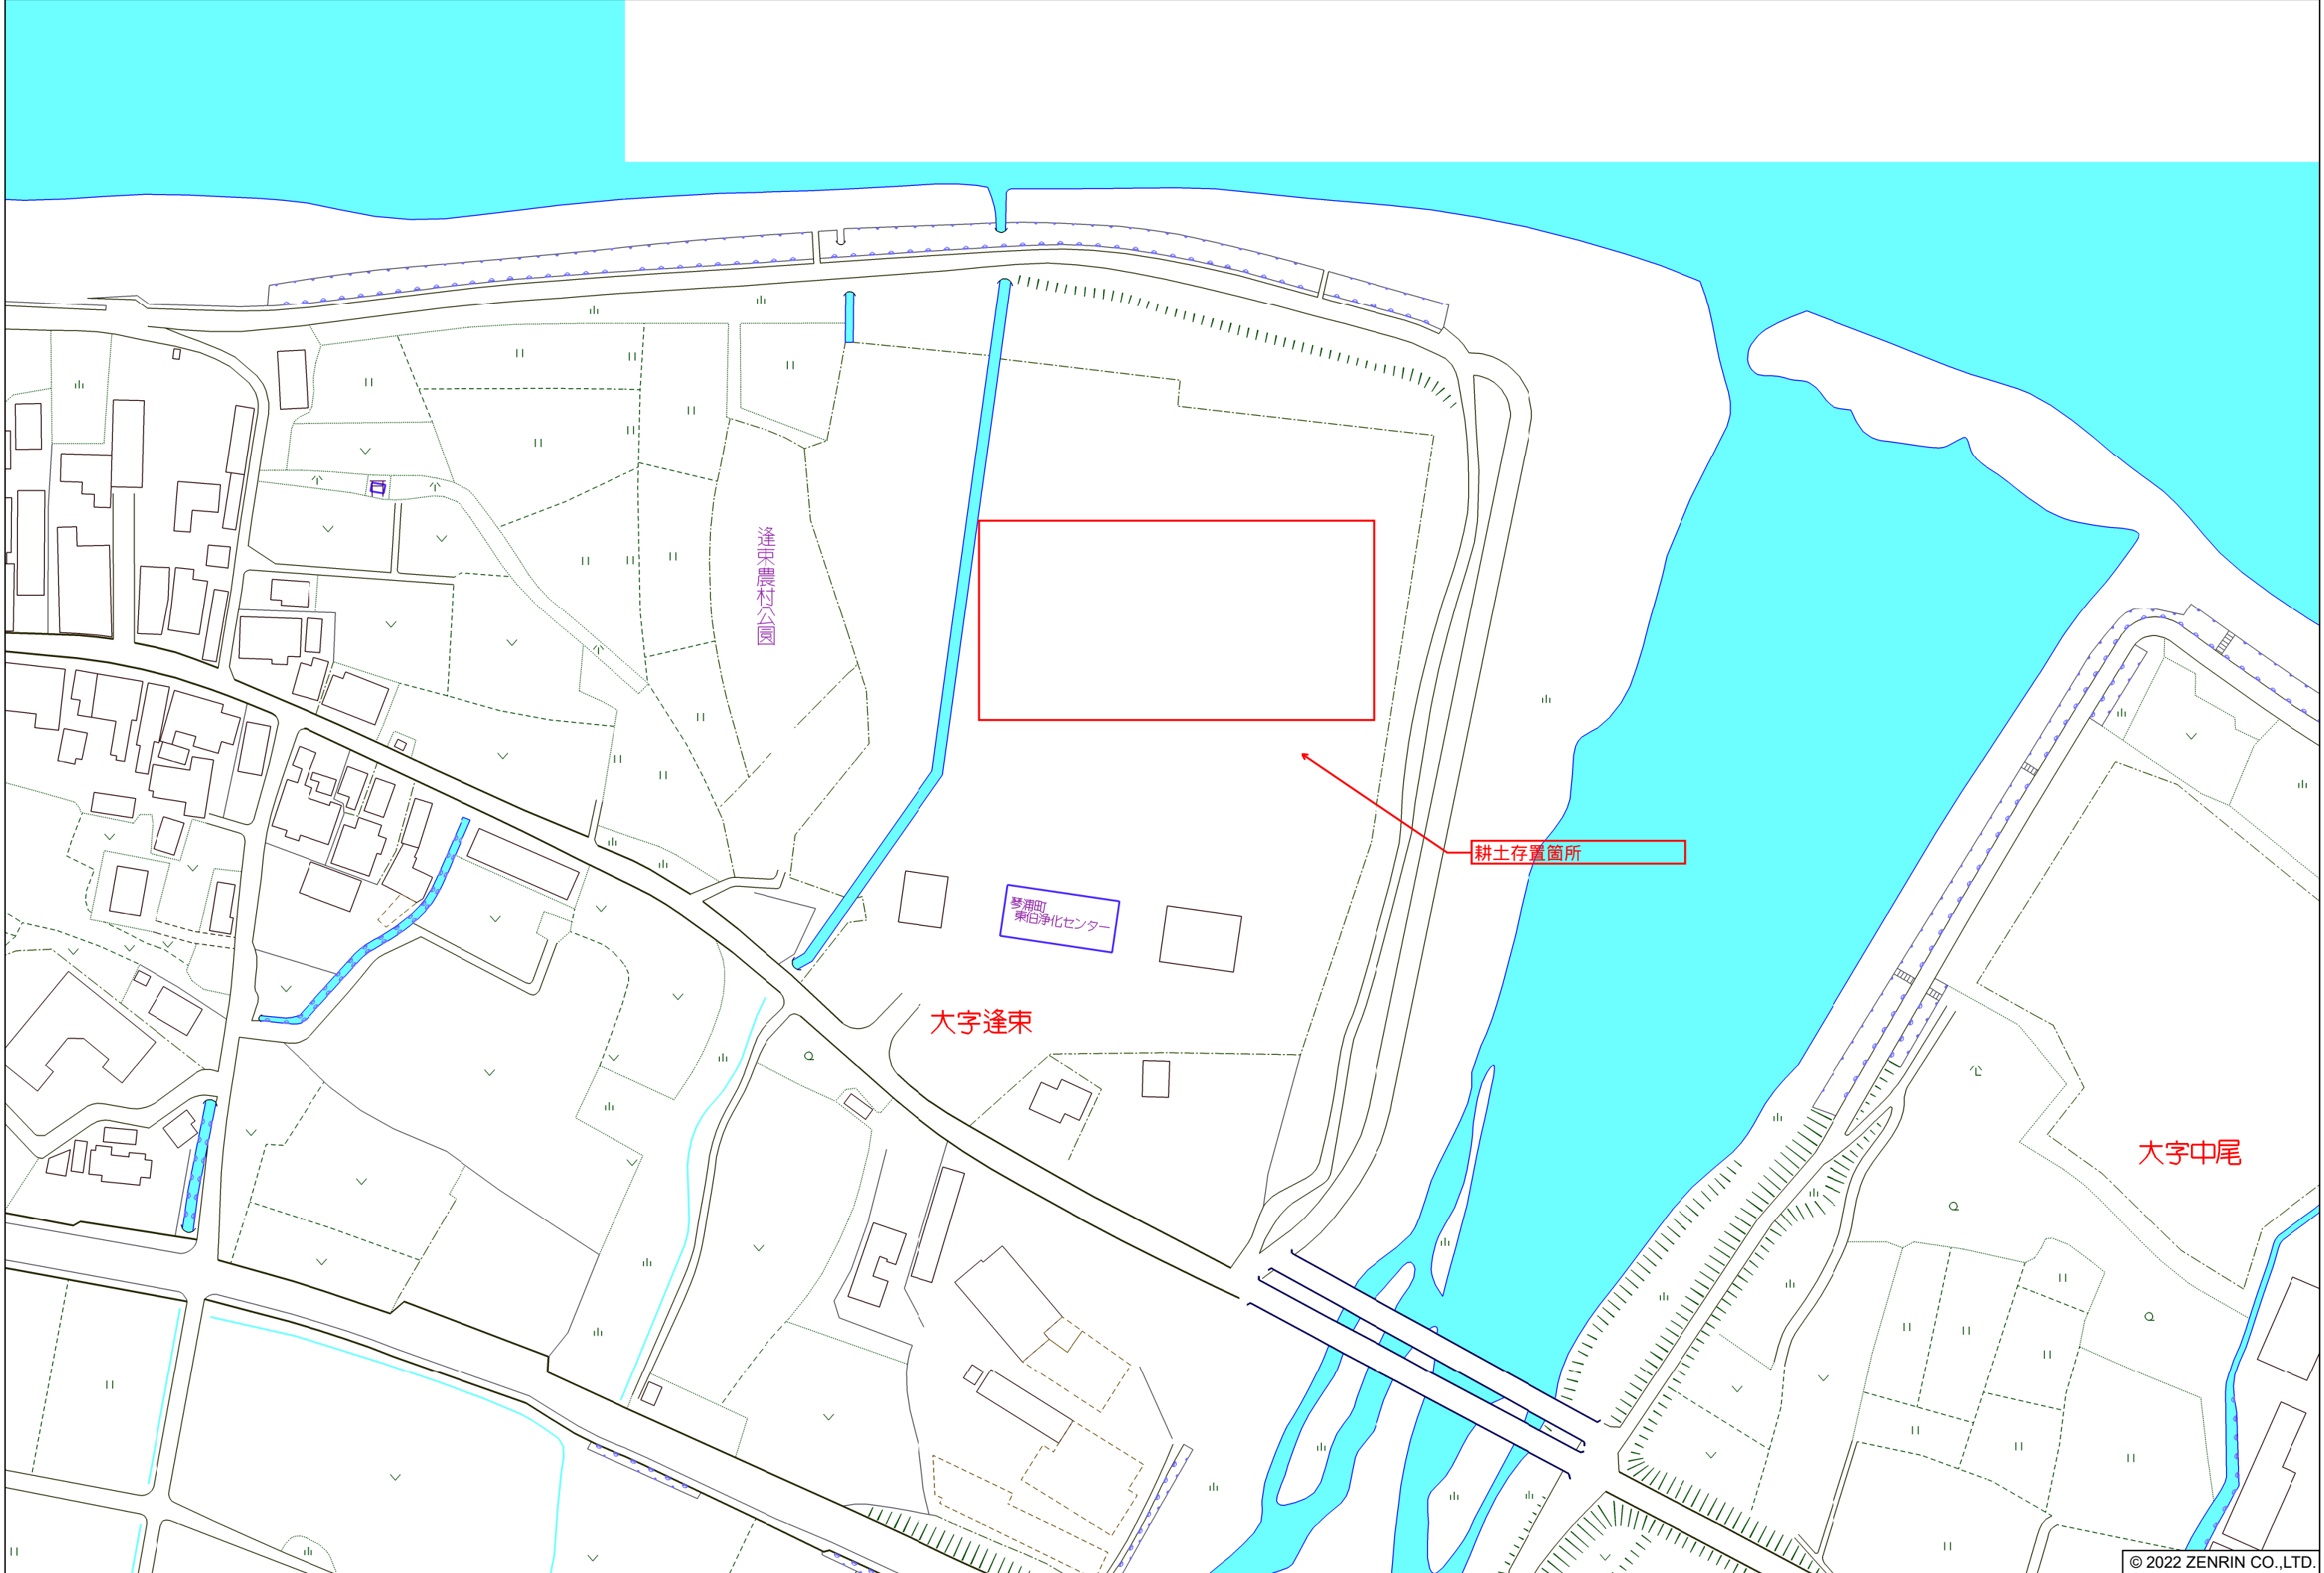 逢束農村公園
耕土存置箇所
琴浦町
東伯浄化センター
大字逢束
大字中尾
© 2022 ZENRIN CO.,LTD.